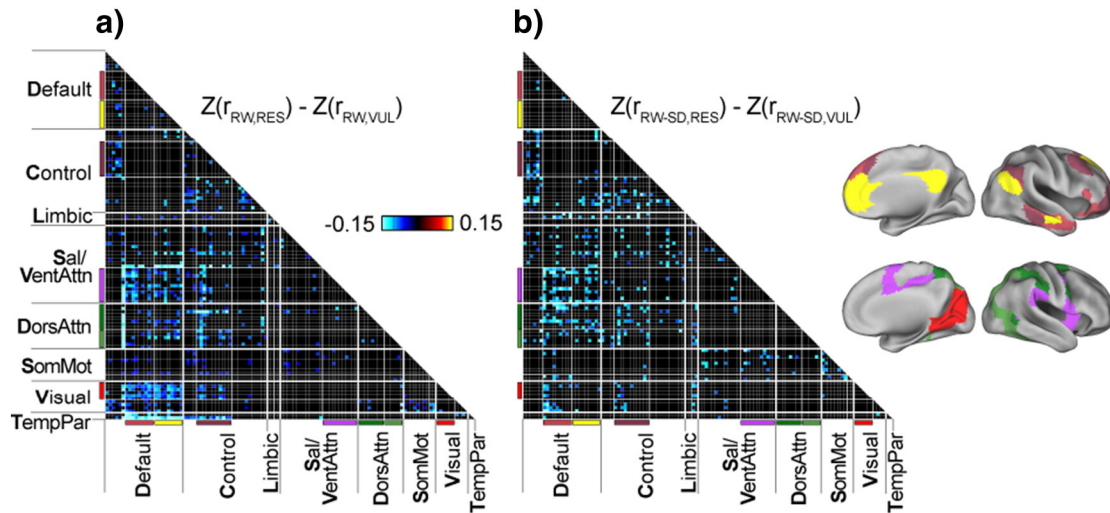 a)
b)
Z(rRW,RES) - Z(rRW,VUL)
Z(rRW-SD,RES) - Z(rRW-SD,VUL)
Default
Control
Limbic
Sal/
VentAttn
DorsAttn
SomMot
Visual
TempPar
-0.15
0.15
Default
Control
Limbic
Sal/
VentAttn
DorsAttn
SomMot
Visual
TempPar
Default
Control
Limbic
Sal/
VentAttn
DorsAttn
SomMot
Visual
TempPar